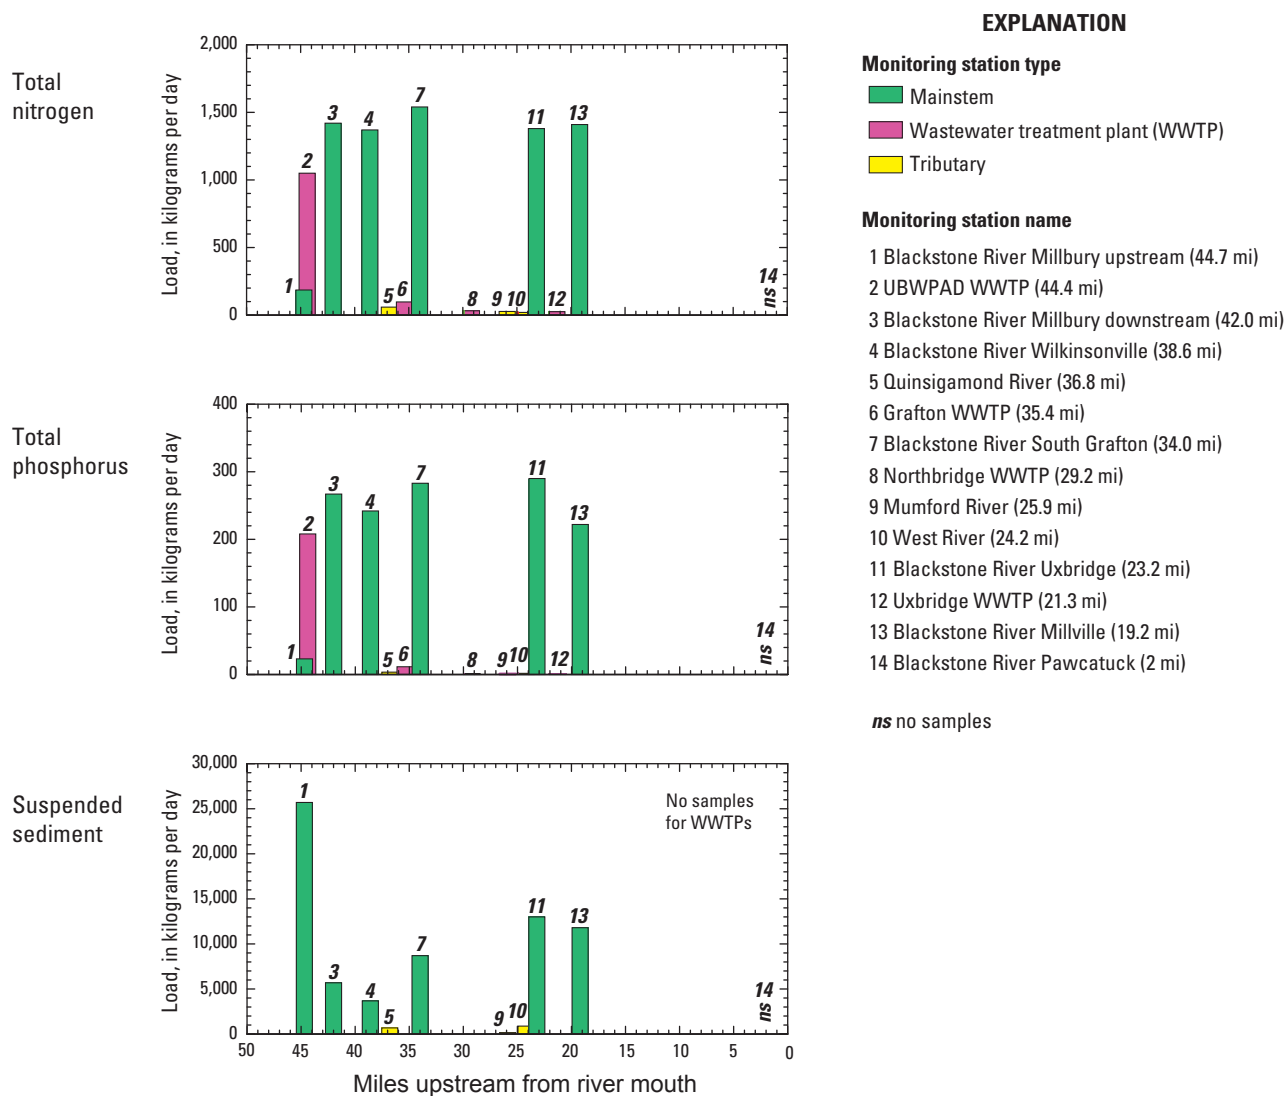 Total
nitrogen
Load, in kilograms per day
2,000
1,500
1,000
500
0
1
2
3
4
5
6
7
8
9
10
11
12
13
14
ns
Total
phosphorus
Load, in kilograms per day
400
300
200
100
0
1
2
3
4
5
6
7
8
9
10
11
12
13
14
ns
Suspended
sediment
Load, in kilograms per day
30,000
25,000
20,000
15,000
10,000
5,000
0
1
3
4
5
7
9
10
11
13
14
ns
No samples
for WWTPs
50 45 40 35 30 25 20 15 10 5 0
Miles upstream from river mouth
EXPLANATION
Monitoring station type
Mainstem
Wastewater treatment plant (WWTP)
Tributary
Monitoring station name
1 Blackstone River Millbury upstream (44.7 mi)
2 UBWPAD WWTP (44.4 mi)
3 Blackstone River Millbury downstream (42.0 mi)
4 Blackstone River Wilkinsonville (38.6 mi)
5 Quinsigamond River (36.8 mi)
6 Grafton WWTP (35.4 mi)
7 Blackstone River South Grafton (34.0 mi)
8 Northbridge WWTP (29.2 mi)
9 Mumford River (25.9 mi)
10 West River (24.2 mi)
11 Blackstone River Uxbridge (23.2 mi)
12 Uxbridge WWTP (21.3 mi)
13 Blackstone River Millville (19.2 mi)
14 Blackstone River Pawcatuck (2 mi)
ns no samples